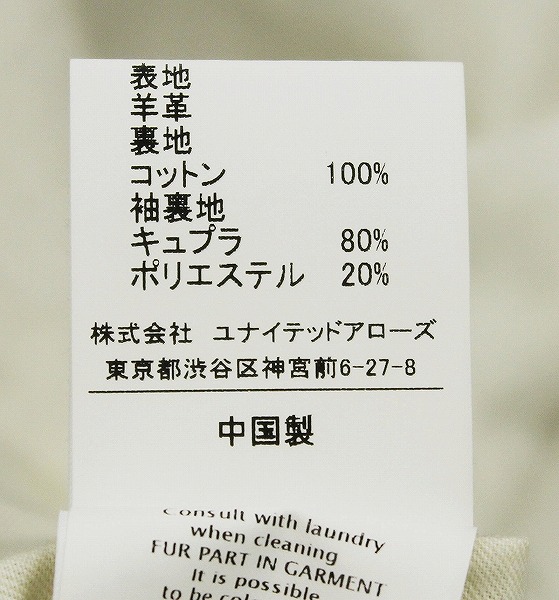 表地
羊革
裏地
コットン 100%
袖裏地
キュプラ 80%
ポリエステル 20%
株式会社 ユナイテッドアローズ
東京都渋谷区神宮前6-27-8
中国製
Consult with laundry
when cleaning
FUR PART IN GARMENT
It is possible
to be